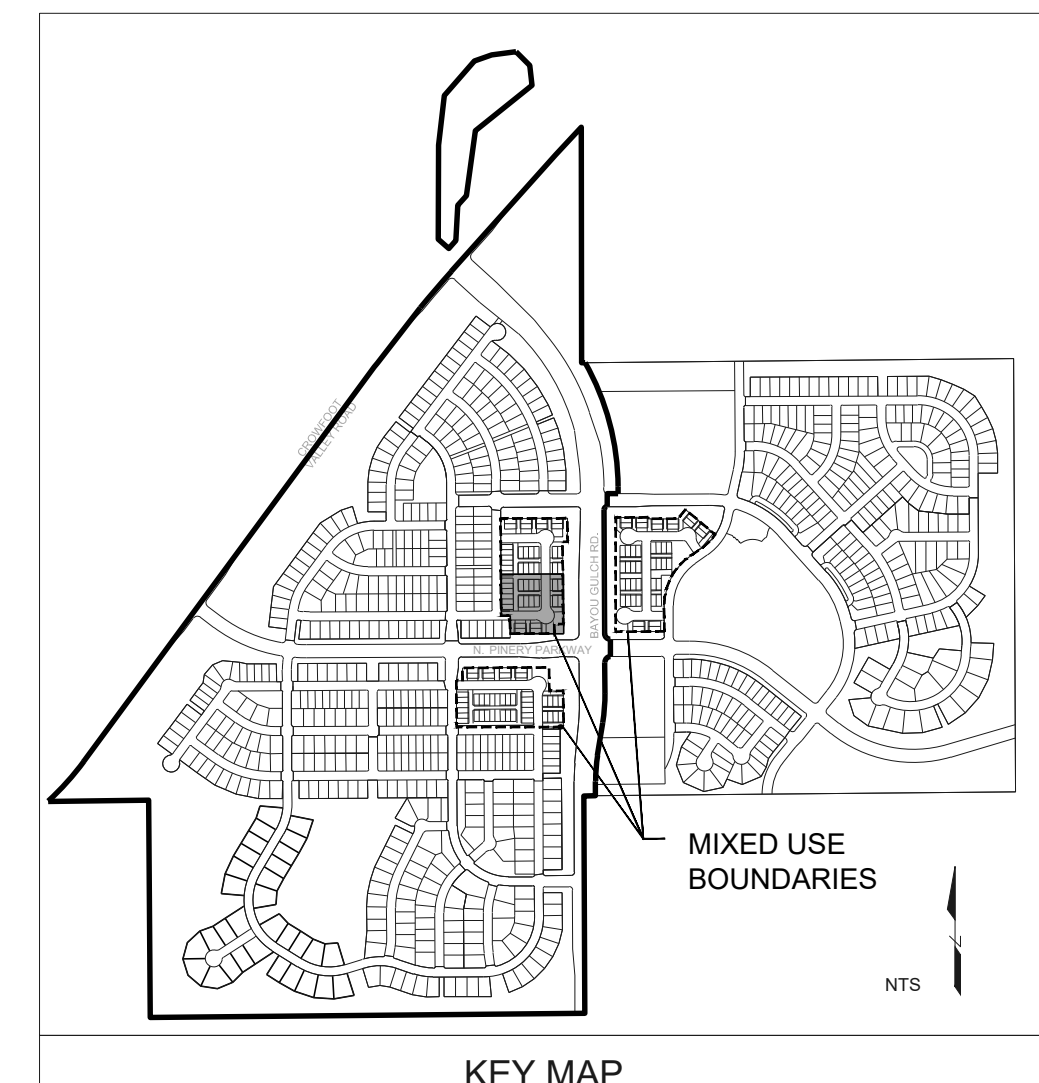 CROWFOOT
VALLEY ROAD
BAYOU GULCH RD.
N. PINERY PARKWAY
MIXED USE
BOUNDARIES
NTS
KEY MAP